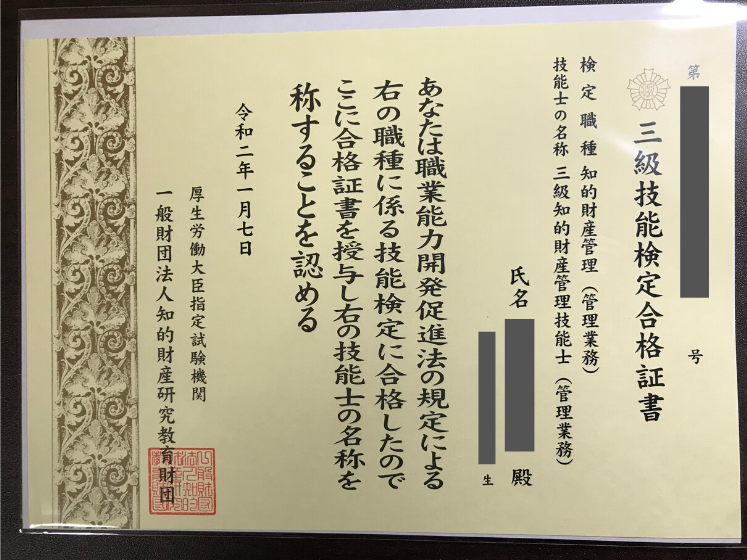 第 号
三級技能検定合格証書
検定職種 知的財産管理（管理業務）
技能士の名称 三級知的財産管理技能士（管理業務）
氏名 殿
生
あなたは職業能力開発促進法の規定による
右の職種に係る技能検定に合格したので
ここに合格証書を授与し右の技能士の名称を
称することを認める
令和二年一月七日
厚生労働大臣指定試験機関
一般財団法人知的財産研究教育財団